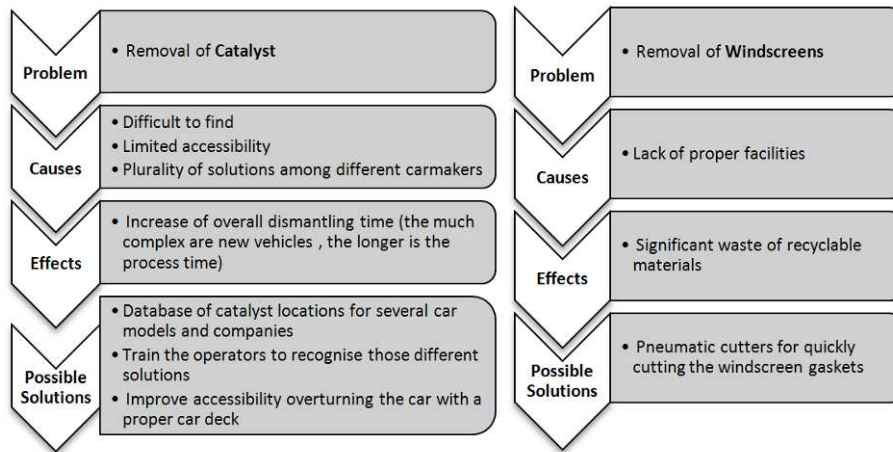 Problem
• Removal of Catalyst
Causes
• Difficult to find
• Limited accessibility
• Plurality of solutions among different carmakers
Effects
• Increase of overall dismantling time (the much
complex are new vehicles , the longer is the
process time)
Possible
Solutions
• Database of catalyst locations for several car
models and companies
• Train the operators to recognise those different
solutions
• Improve accessibility overturning the car with a
proper car deck
Problem
• Removal of Windscreens
Causes
• Lack of proper facilities
Effects
• Significant waste of recyclable
materials
Possible
Solutions
• Pneumatic cutters for quickly
cutting the windscreen gaskets